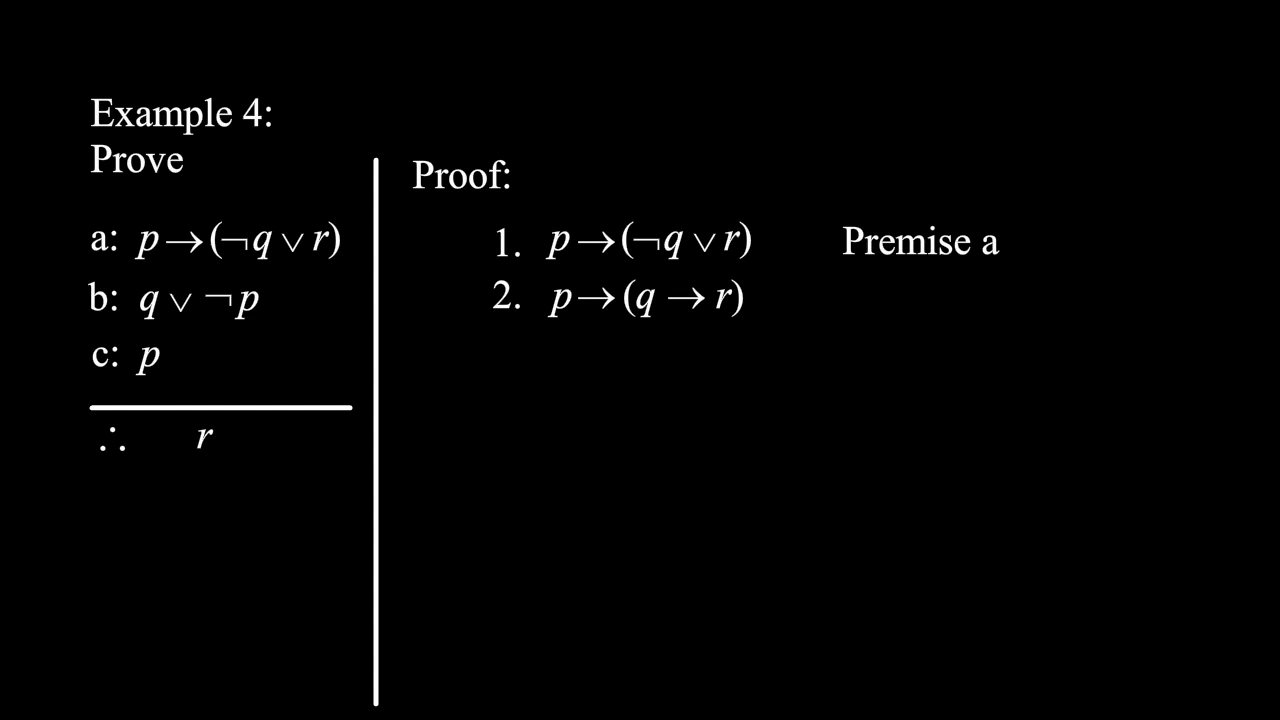 Example 4:
Prove
a: p→(¬q ∨ r)
b: q ∨ ¬p
c: p
∴ r
Proof:
1. p→(¬q ∨ r) Premise a
2. p→(q → r)